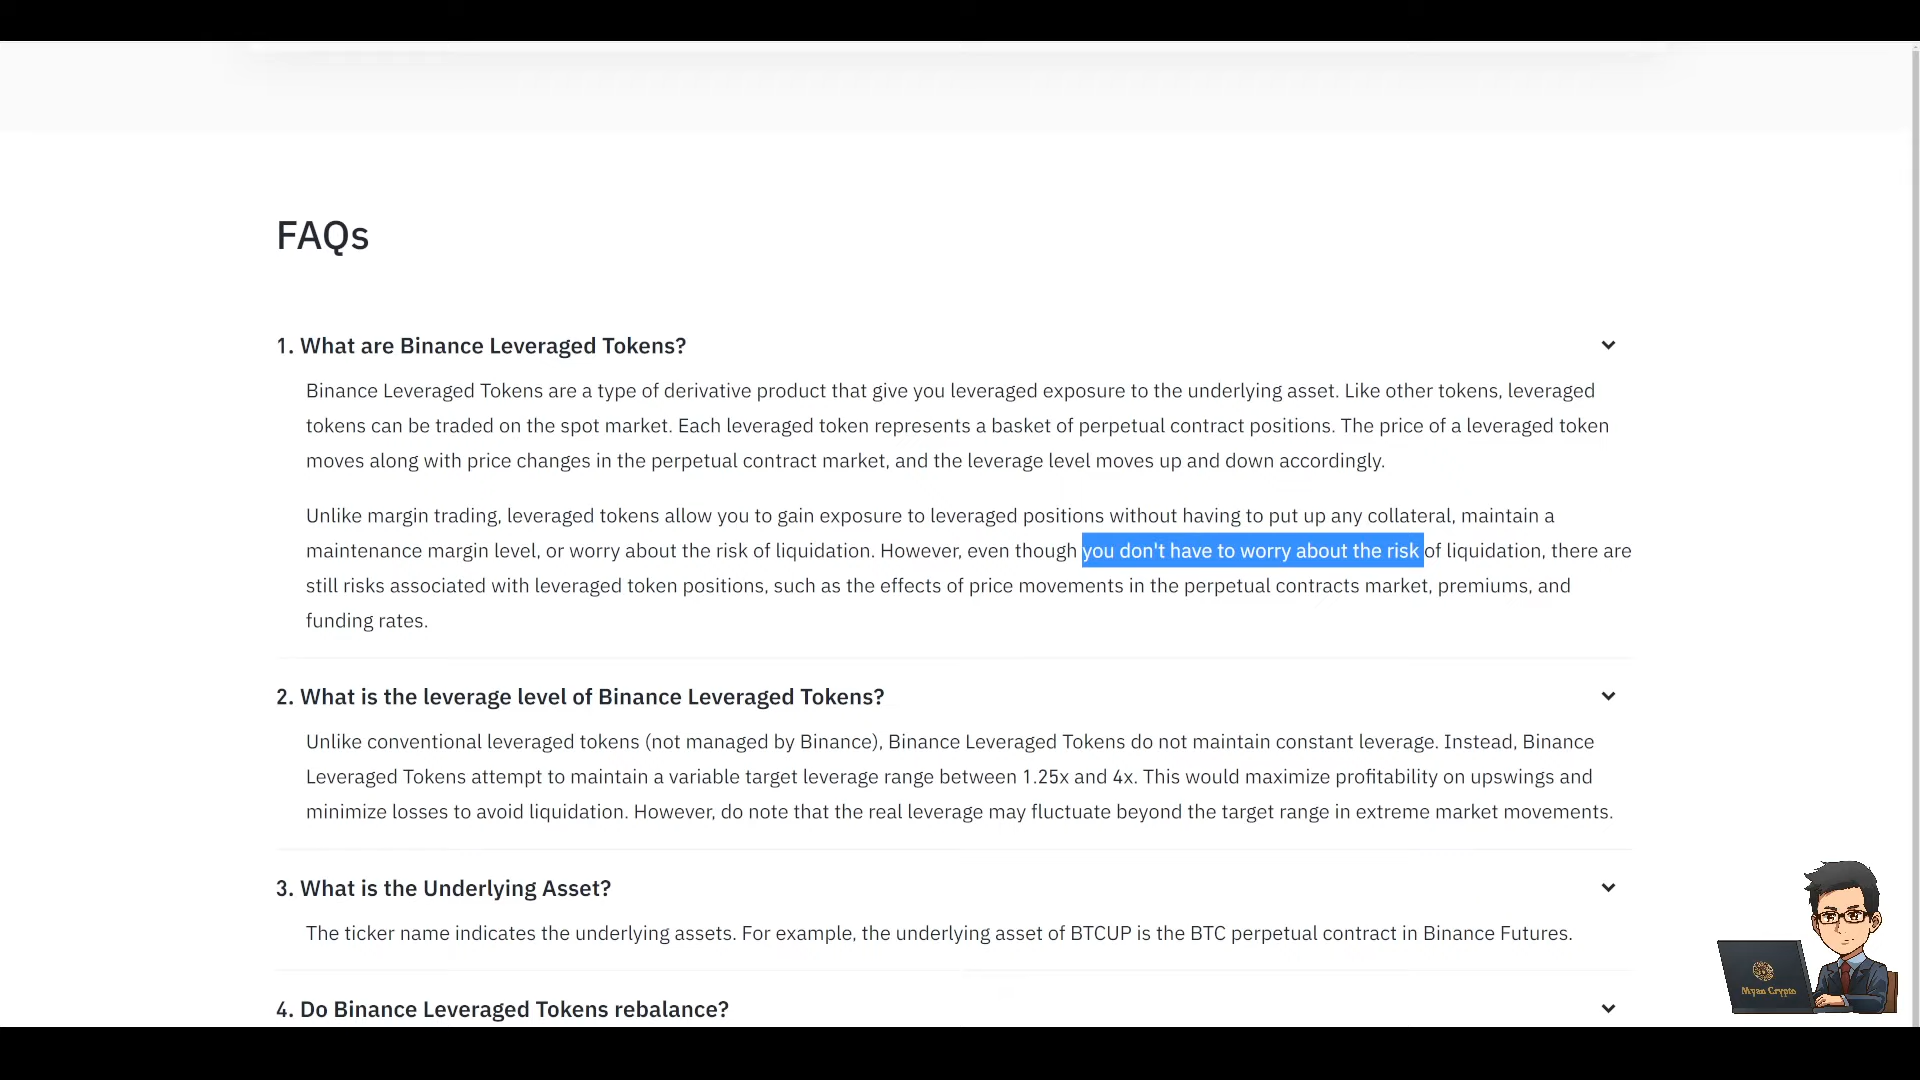 FAQs
1. What are Binance Leveraged Tokens?
Binance Leveraged Tokens are a type of derivative product that give you leveraged exposure to the underlying asset. Like other tokens, leveraged
tokens can be traded on the spot market. Each leveraged token represents a basket of perpetual contract positions. The price of a leveraged token
moves along with price changes in the perpetual contract market, and the leverage level moves up and down accordingly.
Unlike margin trading, leveraged tokens allow you to gain exposure to leveraged positions without having to put up any collateral, maintain a
maintenance margin level, or worry about the risk of liquidation. However, even though you don't have to worry about the risk of liquidation, there are
still risks associated with leveraged token positions, such as the effects of price movements in the perpetual contracts market, premiums, and
funding rates.
2. What is the leverage level of Binance Leveraged Tokens?
Unlike conventional leveraged tokens (not managed by Binance), Binance Leveraged Tokens do not maintain constant leverage. Instead, Binance
Leveraged Tokens attempt to maintain a variable target leverage range between 1.25x and 4x. This would maximize profitability on upswings and
minimize losses to avoid liquidation. However, do note that the real leverage may fluctuate beyond the target range in extreme market movements.
3. What is the Underlying Asset?
The ticker name indicates the underlying assets. For example, the underlying asset of BTCUP is the BTC perpetual contract in Binance Futures.
4. Do Binance Leveraged Tokens rebalance?
Myan Crypto